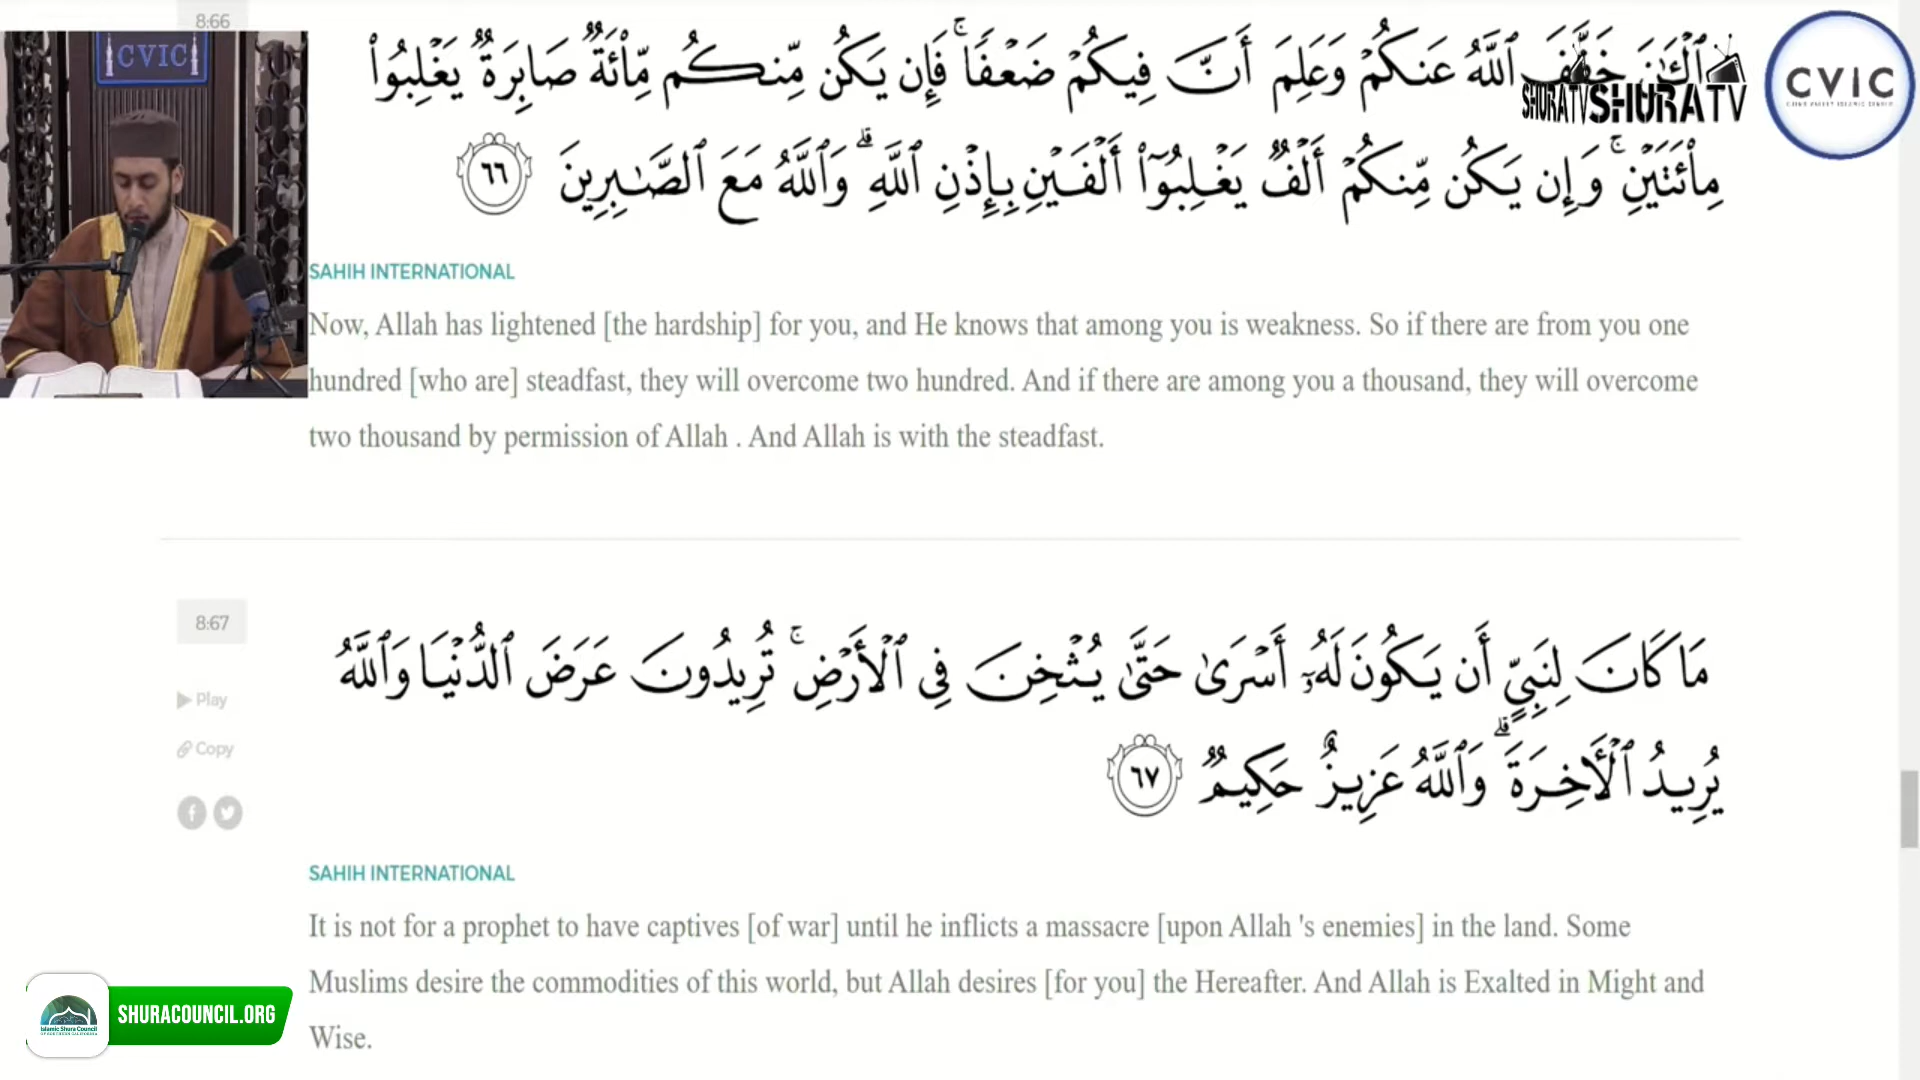 8:66
CVIC
ٱلْـَٰٔنَ خَفَّفَ ٱللَّهُ عَنكُمْ وَعَلِمَ أَنَّ فِيكُمْ ضَعْفًا ۚ فَإِن يَكُن مِّنكُم مِّا۟ئَةٌ صَابِرَةٌ يَغْلِبُوا۟
SHURATV SHURATV
CVIC
مِا۟ئَتَيْنِ ۚ وَإِن يَكُن مِّنكُمْ أَلْفٌ يَغْلِبُوٓا۟ أَلْفَيْنِ بِإِذْنِ ٱللَّهِ ۗ وَٱللَّهُ مَعَ ٱلصَّـٰبِرِينَ ٦٦
SAHIH INTERNATIONAL
Now, Allah has lightened [the hardship] for you, and He knows that among you is weakness. So if there are from you one
hundred [who are] steadfast, they will overcome two hundred. And if there are among you a thousand, they will overcome
two thousand by permission of Allah . And Allah is with the steadfast.
8:67
مَا كَانَ لِنَبِىٍّ أَن يَكُونَ لَهُۥٓ أَسْرَىٰ حَتَّىٰ يُثْخِنَ فِى ٱلْأَرْضِ ۚ تُرِيدُونَ عَرَضَ ٱلدُّنْيَا وَٱللَّهُ
Play
Copy
يُرِيدُ ٱلْـَٔاخِرَةَ ۗ وَٱللَّهُ عَزِيزٌ حَكِيمٌ ٦٧
SAHIH INTERNATIONAL
It is not for a prophet to have captives [of war] until he inflicts a massacre [upon Allah 's enemies] in the land. Some
Muslims desire the commodities of this world, but Allah desires [for you] the Hereafter. And Allah is Exalted in Might and
Wise.
Islamic Shura Council
SHURACOUNCIL.ORG